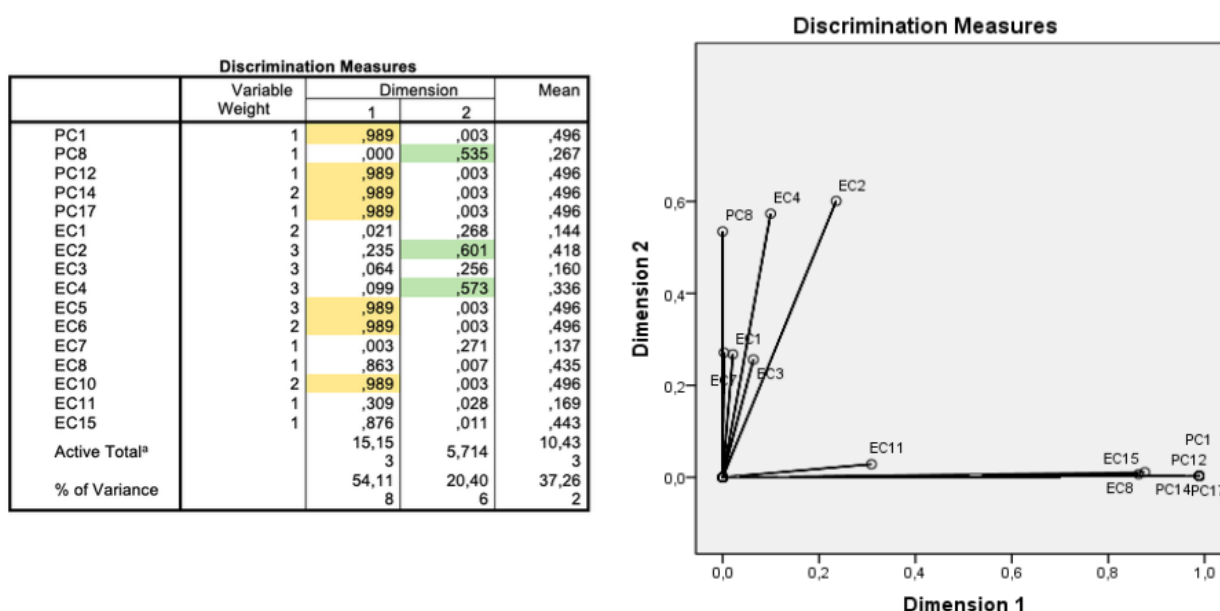 Discrimination Measures
Variable Weight Dimension Mean
1 2
PC1 1 ,989 ,003 ,496
PC8 1 ,000 ,535 ,267
PC12 1 ,989 ,003 ,496
PC14 2 ,989 ,003 ,496
PC17 1 ,989 ,003 ,496
EC1 2 ,021 ,268 ,144
EC2 3 ,235 ,601 ,418
EC3 3 ,064 ,256 ,160
EC4 3 ,099 ,573 ,336
EC5 3 ,989 ,003 ,496
EC6 2 ,989 ,003 ,496
EC7 1 ,003 ,271 ,137
EC8 1 ,863 ,007 ,435
EC10 2 ,989 ,003 ,496
EC11 1 ,309 ,028 ,169
EC15 1 ,876 ,011 ,443
Active Totalᵃ 15,153 5,714 10,433
% of Variance 54,118 20,406 37,262
Discrimination Measures
Dimension 2
0,6
0,4
0,2
0,0
PC8
EC4
EC2
EC1
EC7
EC3
EC11
EC15
EC8
PC1
PC12
PC14
PC17
0,0 0,2 0,4 0,6 0,8 1,0
Dimension 1